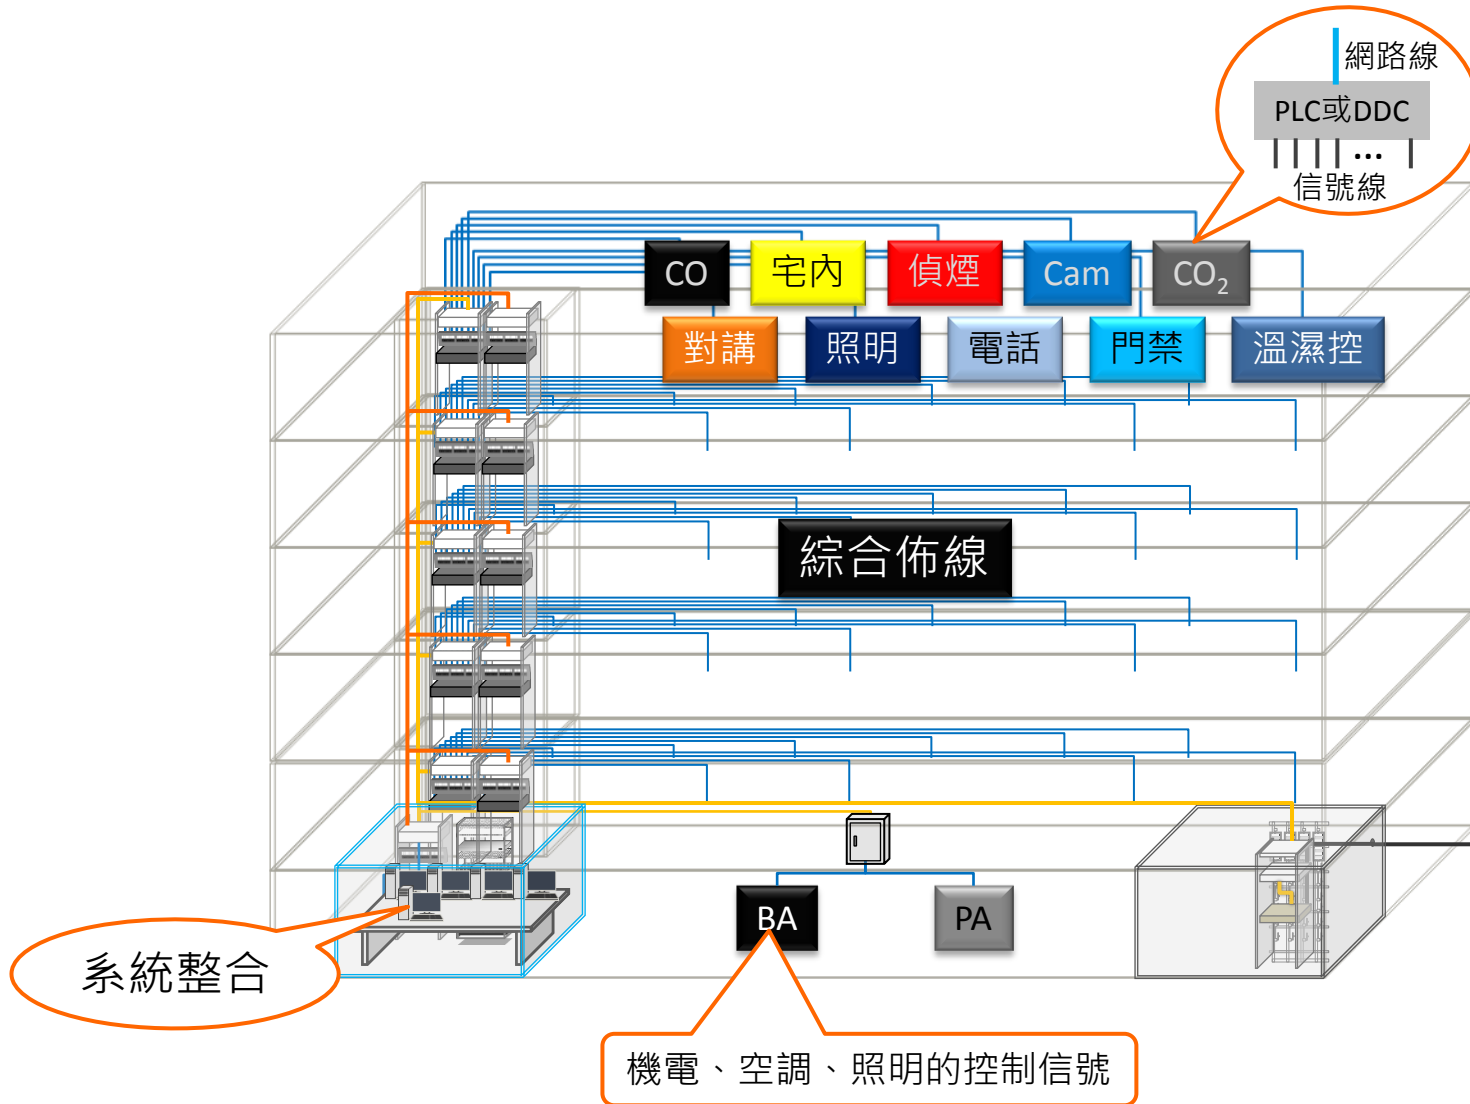 網路線
PLC或DDC
...
信號線
CO
宅內
偵煙
Cam
CO₂
對講
照明
電話
門禁
溫濕控
綜合佈線
BA
PA
系統整合
機電、空調、照明的控制信號